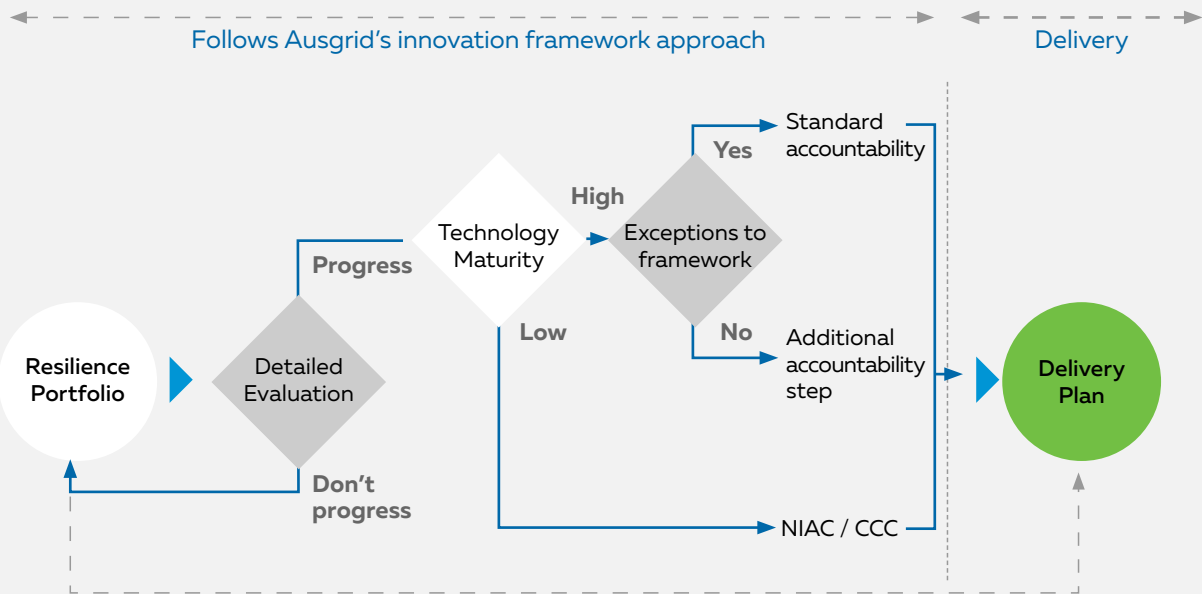 Follows Ausgrid's innovation framework approach
Delivery
Resilience
Portfolio
Detailed
Evaluation
Progress
Don't
progress
Technology
Maturity
High
Low
Exceptions to
framework
Yes
No
Standard
accountability
Additional
accountability
step
NIAC / CCC
Delivery
Plan